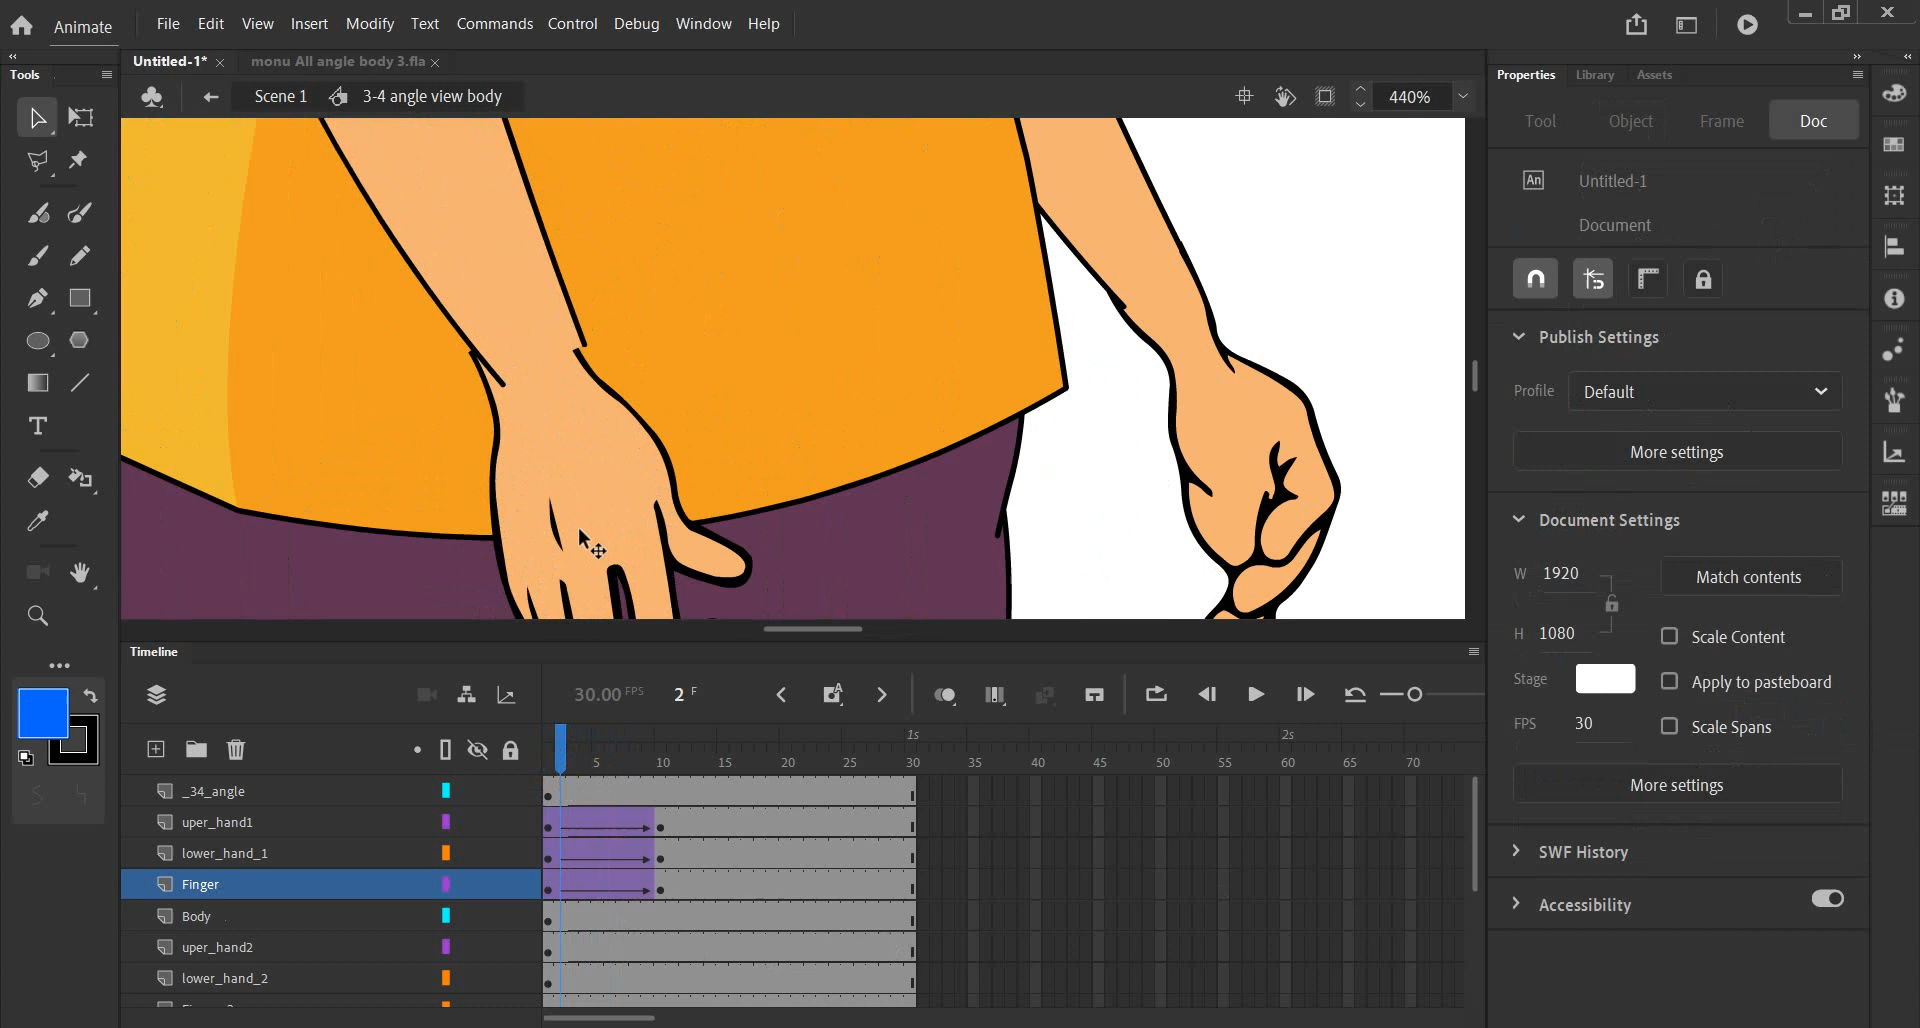 Animate File Edit View Insert Modify Text Commands Control Debug Window Help
Tools
Untitled-1* monu All angle body 3.fla
Scene 1 3-4 angle view body 440%
Properties Library Assets
Tool Object Frame Doc
An Untitled-1
Document
Publish Settings
Profile Default
More settings
Document Settings
W 1920 Match contents
H 1080 Scale Content
Stage Apply to pasteboard
FPS 30 Scale Spans
More settings
SWF History
Accessibility
T
Timeline
30.00 FPS 2 F
1s 2s
5 10 15 20 25 30 35 40 45 50 55 60 65 70
_34_angle
uper_hand1
lower_hand_1
Finger
Body
uper_hand2
lower_hand_2